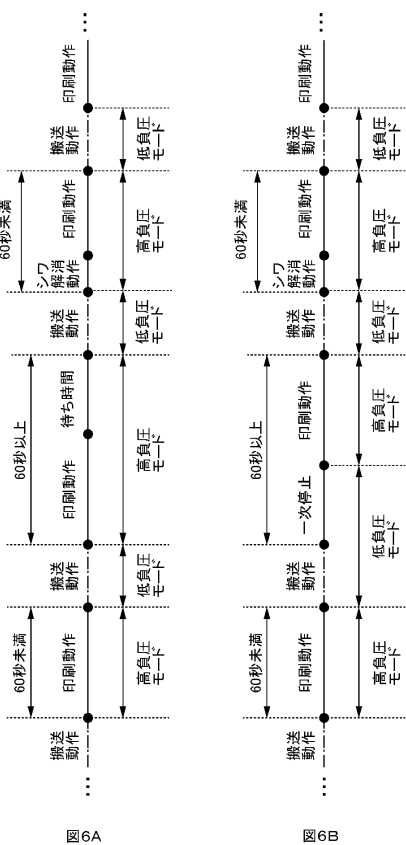 …
搬送
動作
60秒未満
印刷動作
高負圧
モード
搬送
動作
低負圧
モード
60秒以上
印刷動作
待ち時間
高負圧
モード
搬送
動作
低負圧
モード
60秒未満
シワ
解消
動作
印刷動作
高負圧
モード
搬送
動作
低負圧
モード
印刷動作
…
図6A
…
搬送
動作
60秒未満
印刷動作
高負圧
モード
搬送
動作
60秒以上
一次停止
低負圧
モード
印刷動作
高負圧
モード
搬送
動作
低負圧
モード
60秒未満
シワ
解消
動作
印刷動作
高負圧
モード
搬送
動作
低負圧
モード
印刷動作
…
図6B